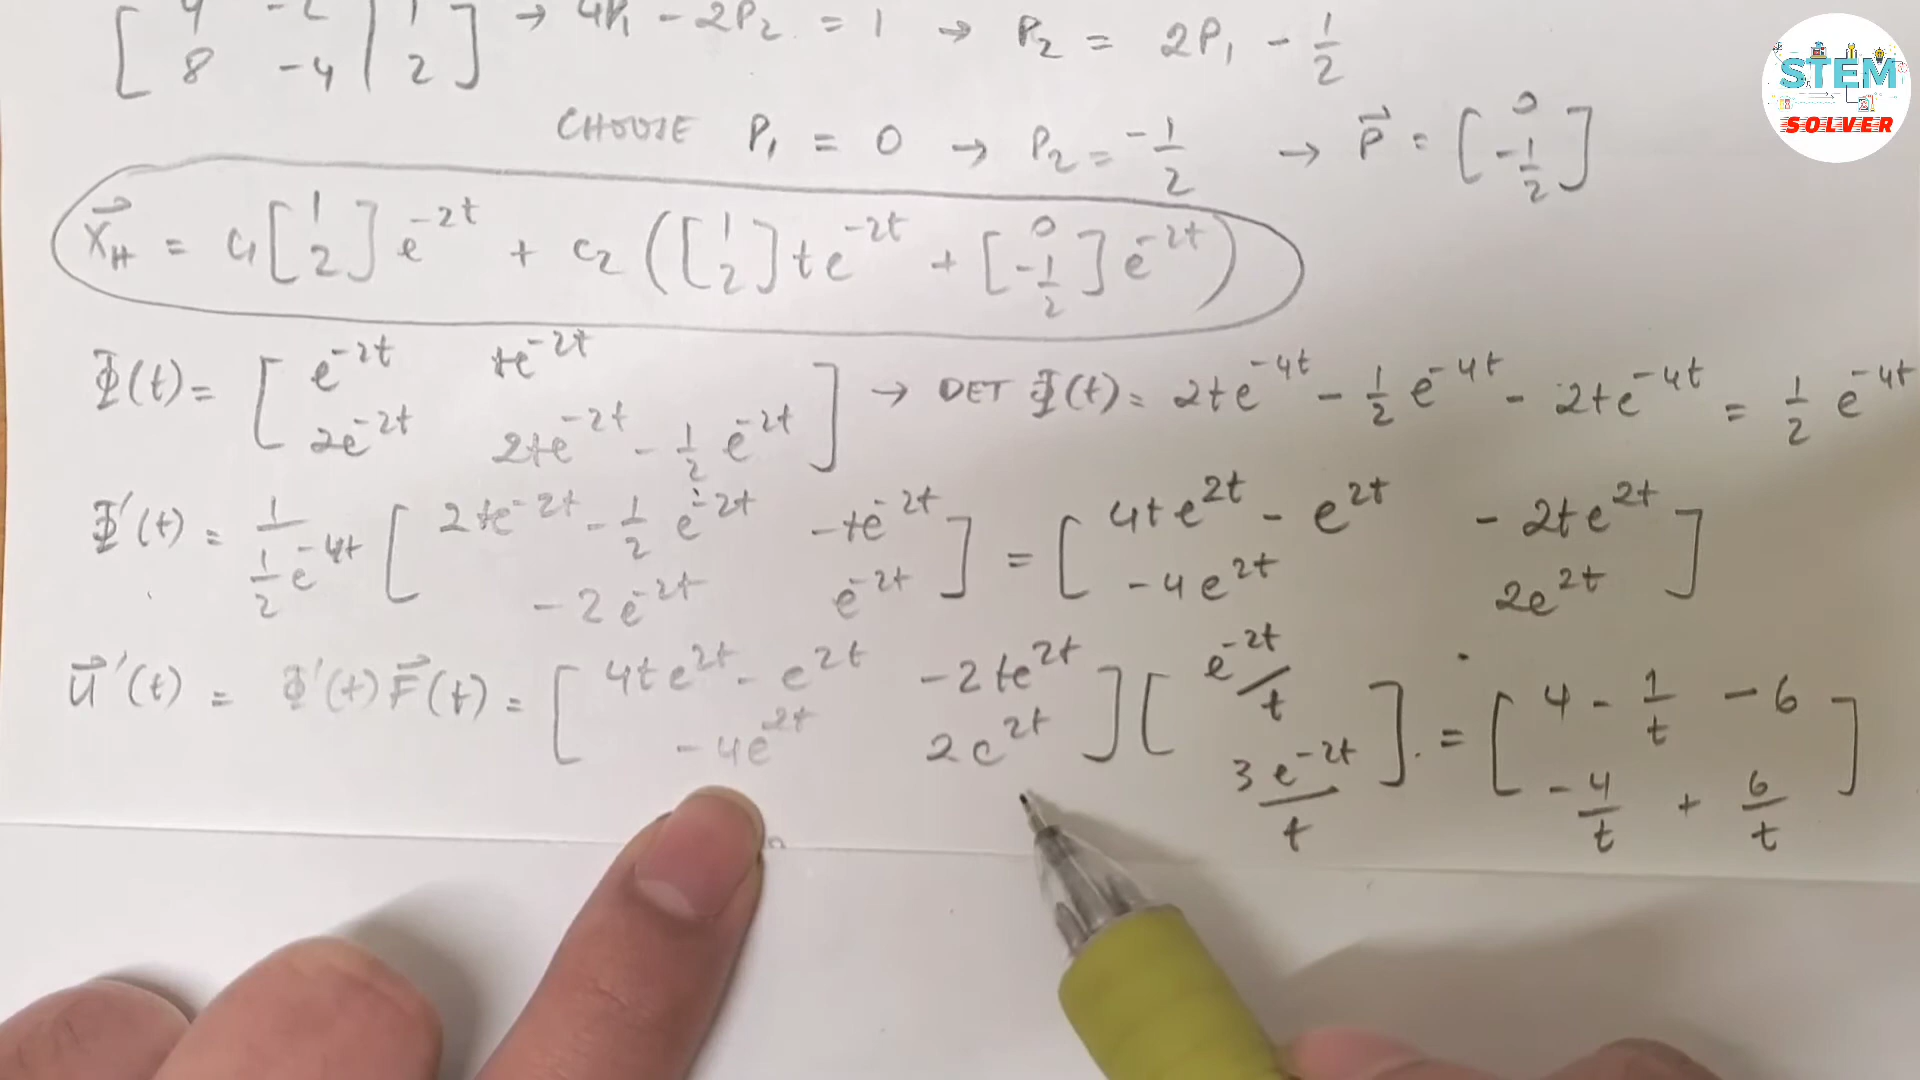 [4 -2 | 1
8 -4 | 2] → 4P₁ - 2P₂ = 1 → P₂ = 2P₁ - 1/2
STEM
SOLVER
CHOOSE P₁ = 0 → P₂ = -1/2 → P⃗ = [0
-1/2]
X⃗_H = c₁[1
2]e^-2t + c₂([1
2]te^-2t + [0
-1/2]e^-2t)
Φ(t) = [e^-2t te^-2t
2e^-2t 2te^-2t - 1/2 e^-2t] → DET Φ(t) = 2te^-4t - 1/2 e^-4t - 2te^-4t = 1/2 e^-4t
Φ'(t) = 1/(1/2 e^-4t) [2te^-2t - 1/2 e^-2t -te^-2t
-2e^-2t e^-2t] = [4te^2t - e^2t -2te^2t
-4e^2t 2e^2t]
U⃗'(t) = Φ'(t)F⃗(t) = [4te^2t - e^2t -2te^2t
-4e^2t 2e^2t][e^-2t/t
3e^-2t/t] = [4 - 1/t - 6
-4/t + 6/t]